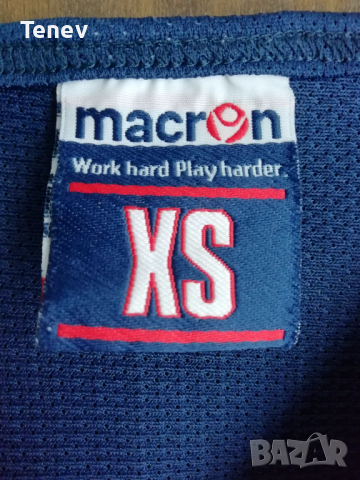 Tenev
macron
Work hard Play harder.
XS
BAZAR